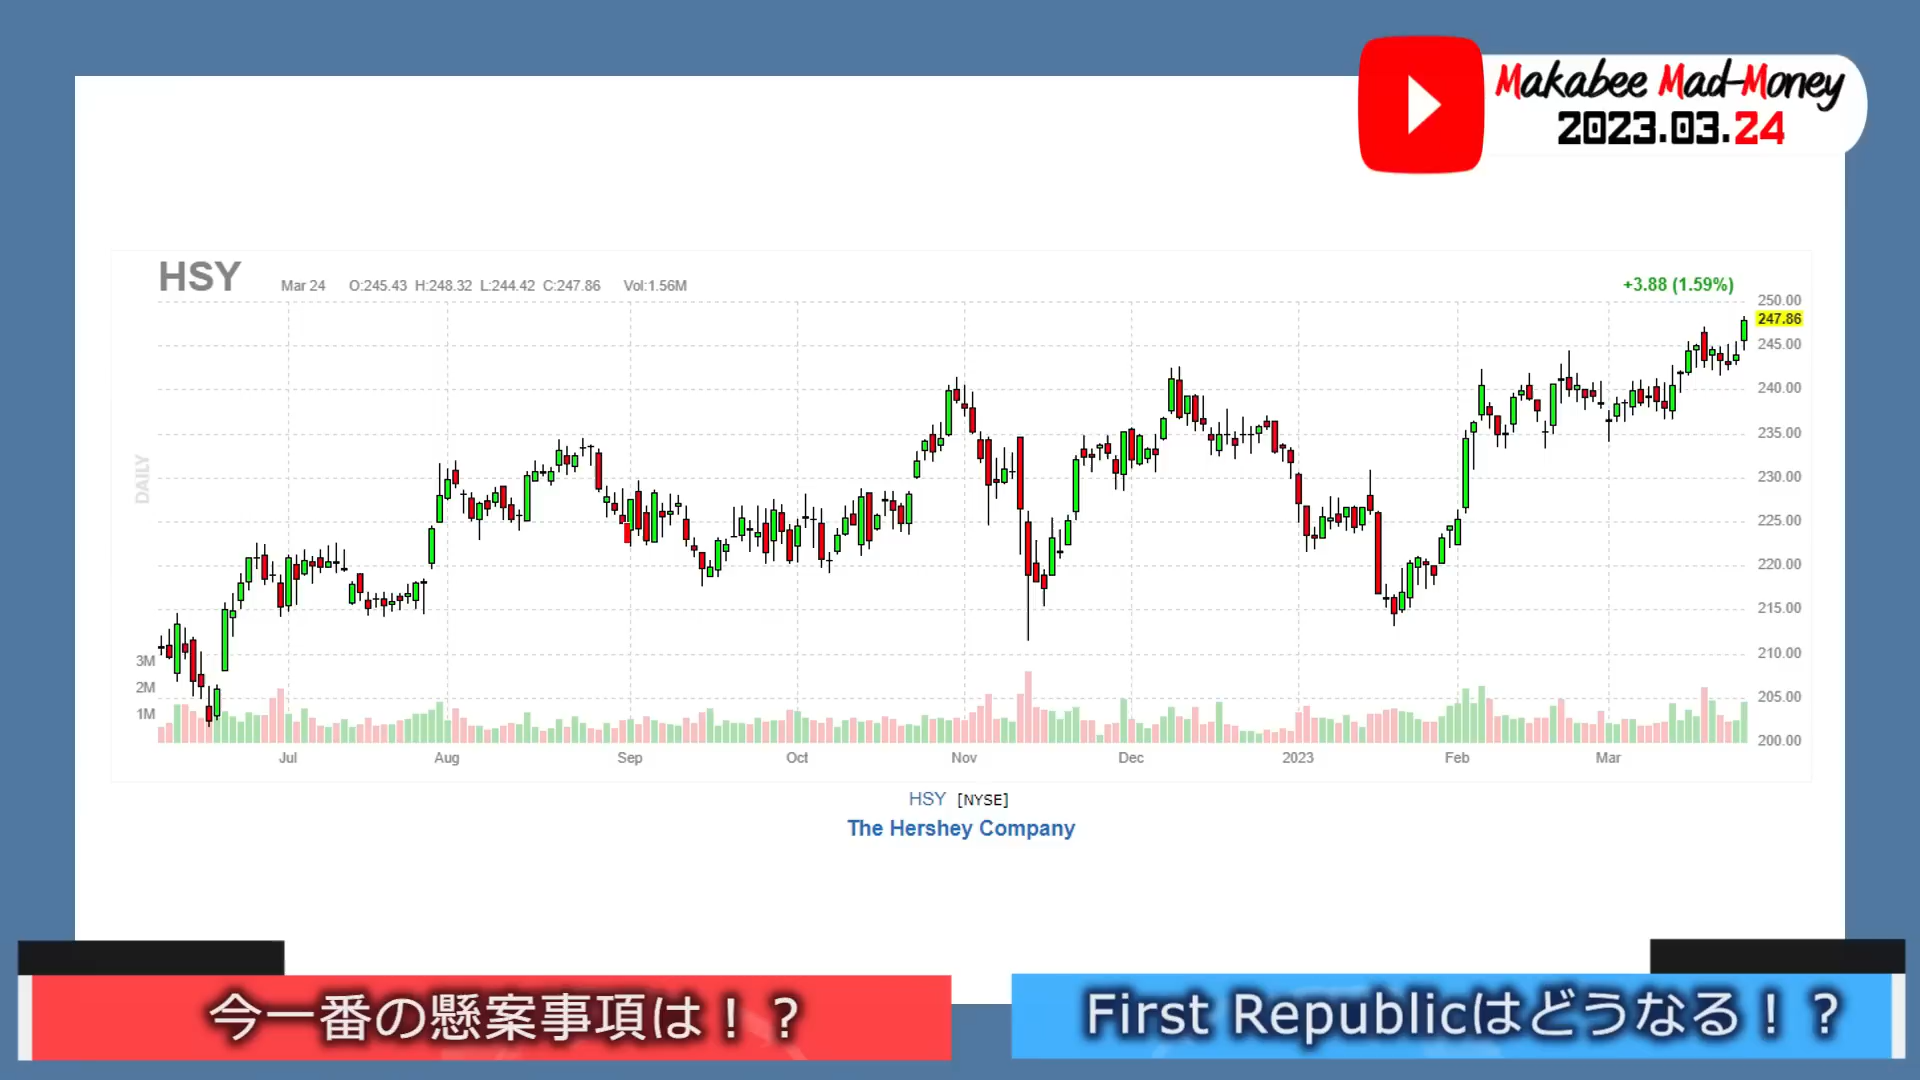 Makabee Mad-Money
2023.03.24
HSY Mar 24 O:245.43 H:248.32 L:244.42 C:247.86 Vol:1.56M +3.88 (1.59%)
250.00
247.86
245.00
240.00
235.00
230.00
225.00
220.00
215.00
210.00
205.00
200.00
DAILY
3M
2M
1M
Jul Aug Sep Oct Nov Dec 2023 Feb Mar
HSY [NYSE]
The Hershey Company
今一番の懸案事項は！？
First Republicはどうなる！？